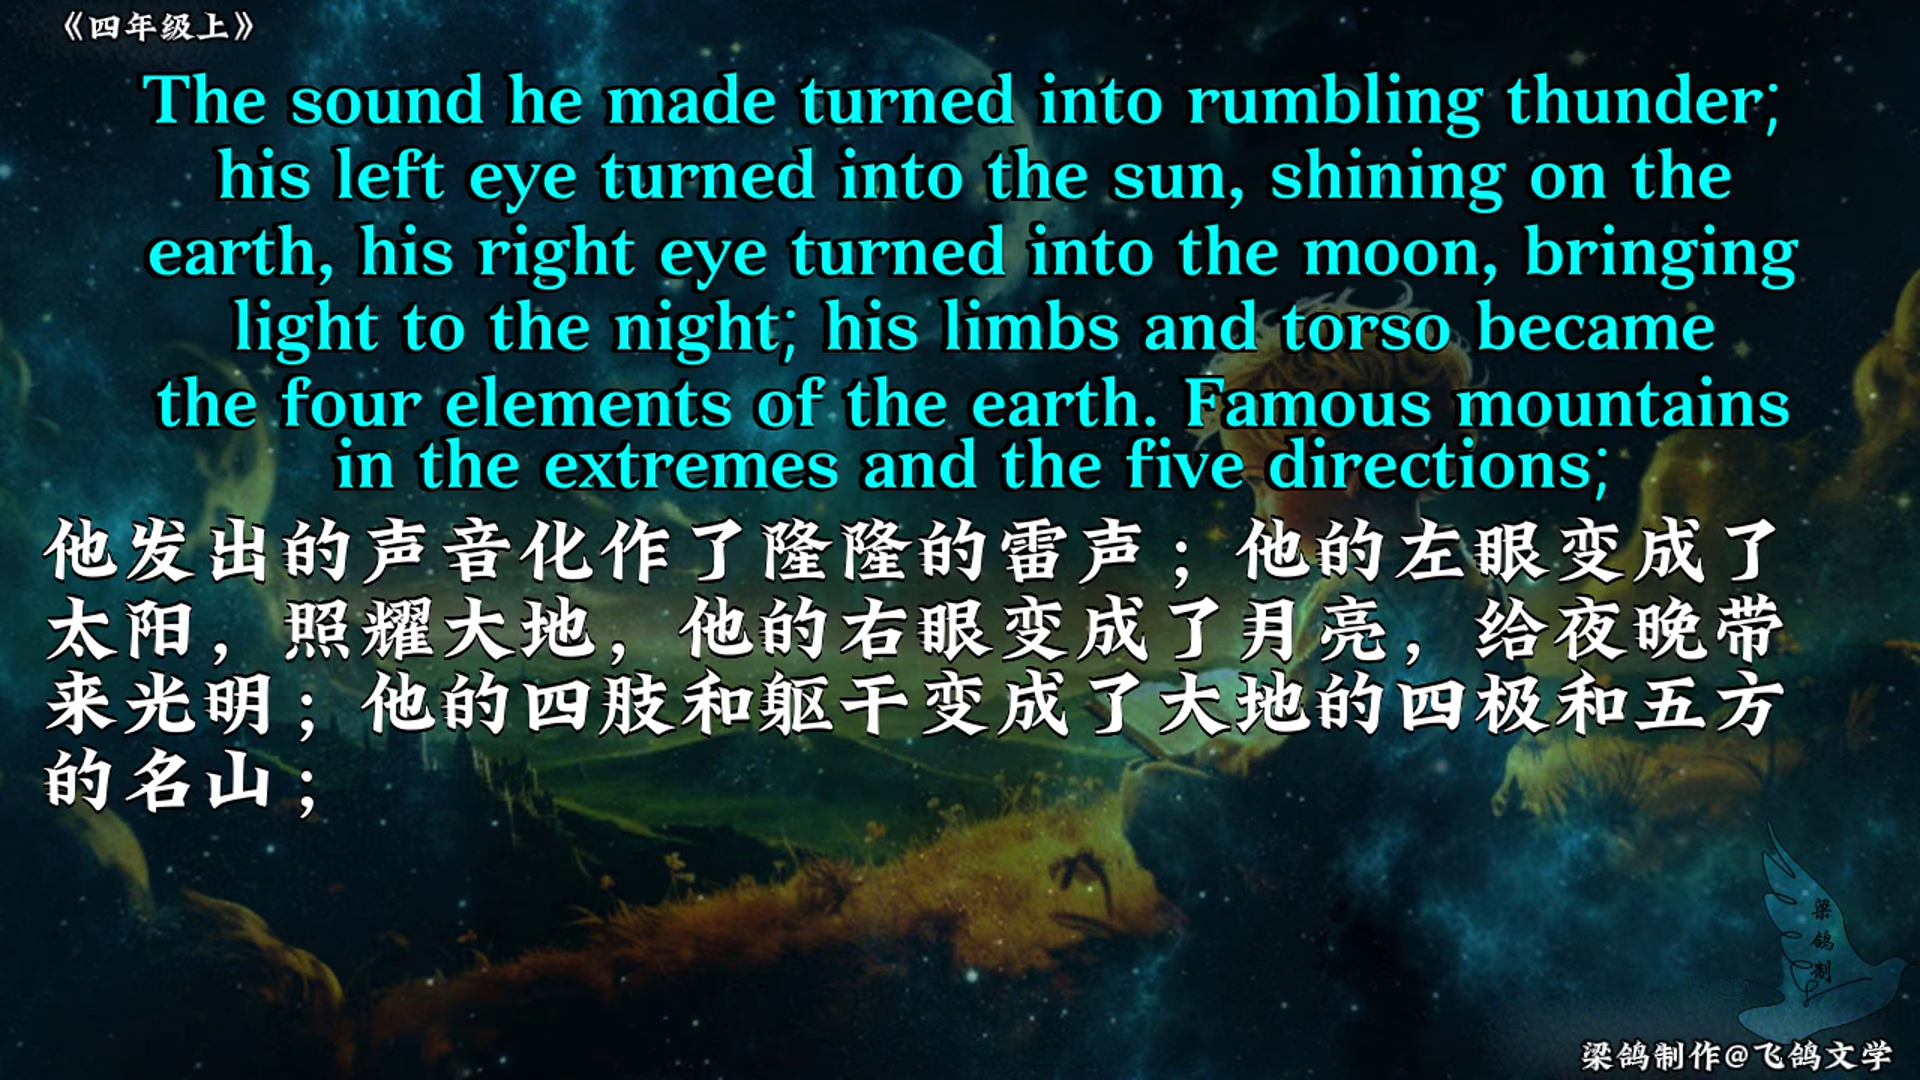 《四年级上》
The sound he made turned into rumbling thunder;
his left eye turned into the sun, shining on the
earth, his right eye turned into the moon, bringing
light to the night; his limbs and torso became
the four elements of the earth. Famous mountains
in the extremes and the five directions;
他发出的声音化作了隆隆的雷声；他的左眼变成了
太阳，照耀大地，他的右眼变成了月亮，给夜晚带
来光明；他的四肢和躯干变成了大地的四极和五方
的名山；
梁鸽制
梁鸽制作@飞鸽文学